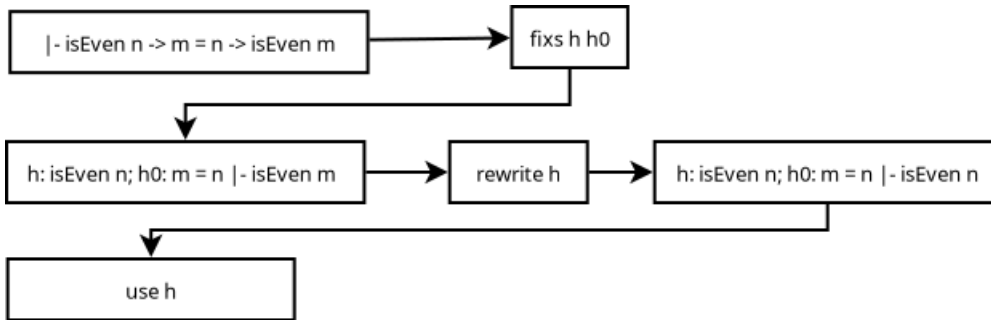 |- isEven n -> m = n -> isEven m
fixs h h0
h: isEven n; h0: m = n |- isEven m
rewrite h
h: isEven n; h0: m = n |- isEven n
use h